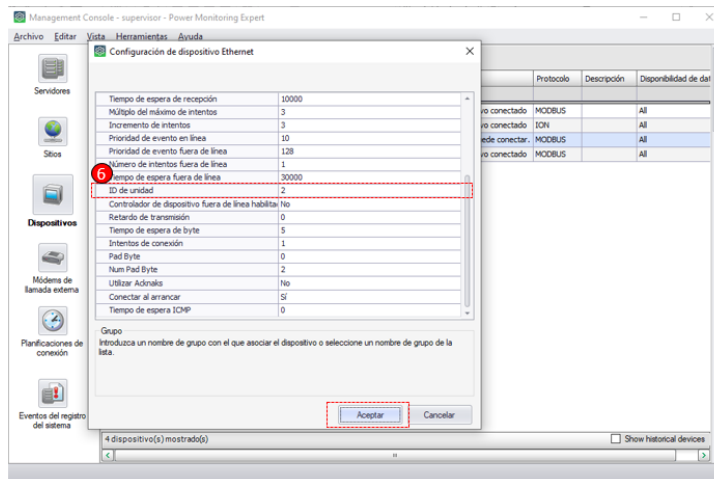 Management Console - supervisor - Power Monitoring Expert
Archivo Editar Vista Herramientas Ayuda
Configuración de dispositivo Ethernet
Servidores
Sitios
Dispositivos
Módems de
llamada externa
Planificaciones de
conexión
Eventos del registro
del sistema
Tiempo de espera de recepción 10000
Múltiplo del máximo de intentos 3
Incremento de intentos 3
Prioridad de evento en línea 10
Prioridad de evento fuera de línea 128
Número de intentos fuera de línea 1
6
Tiempo de espera fuera de línea 30000
ID de unidad 2
Controlador de dispositivo fuera de línea habilita No
Retardo de transmisión 0
Tiempo de espera de byte 5
Intentos de conexión 1
Pad Byte 0
Num Pad Byte 2
Utilizar Acknaks No
Conectar al arrancar Sí
Tiempo de espera ICMP 0
Grupo
Introduzca un nombre de grupo con el que asociar el dispositivo o seleccione un nombre de grupo de la
lista.
Aceptar Cancelar
Protocolo Descripción Disponibilidad de dat
vo conectado MODBUS All
vo conectado ION All
ede conectar. MODBUS All
vo conectado MODBUS All
4 dispositivo(s) mostrado(s) Show historical devices